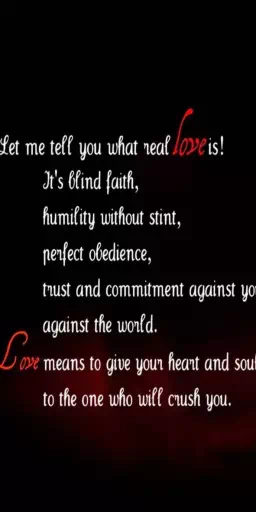 Let me tell you what real love is!
It's blind faith,
humility without stint,
perfect obedience,
trust and commitment against you
against the world.
Love means to give your heart and soul
to the one who will crush you.